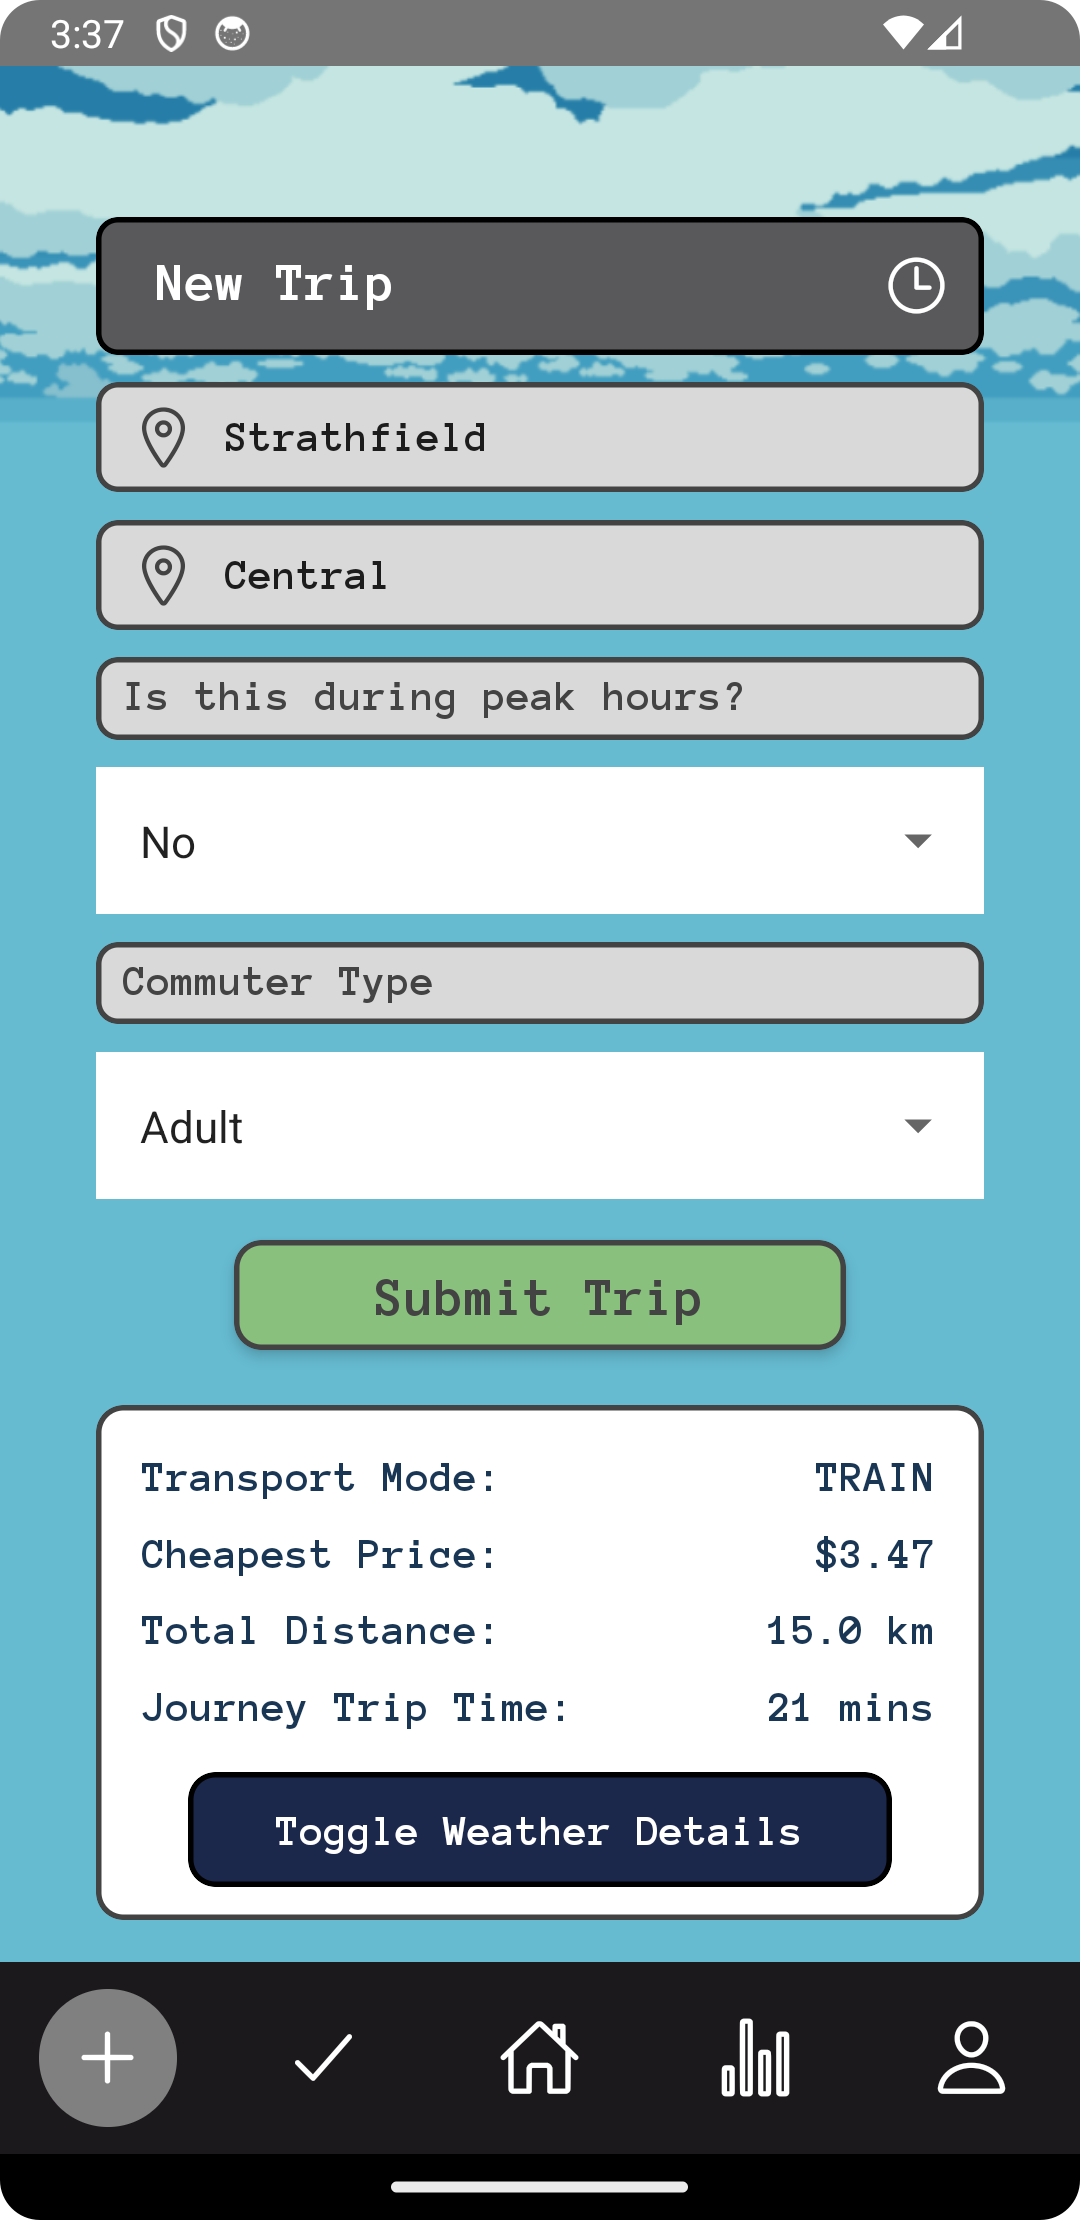 3:37
New Trip
Strathfield
Central
Is this during peak hours?
No
Commuter Type
Adult
Submit Trip
Transport Mode: TRAIN
Cheapest Price: $3.47
Total Distance: 15.0 km
Journey Trip Time: 21 mins
Toggle Weather Details